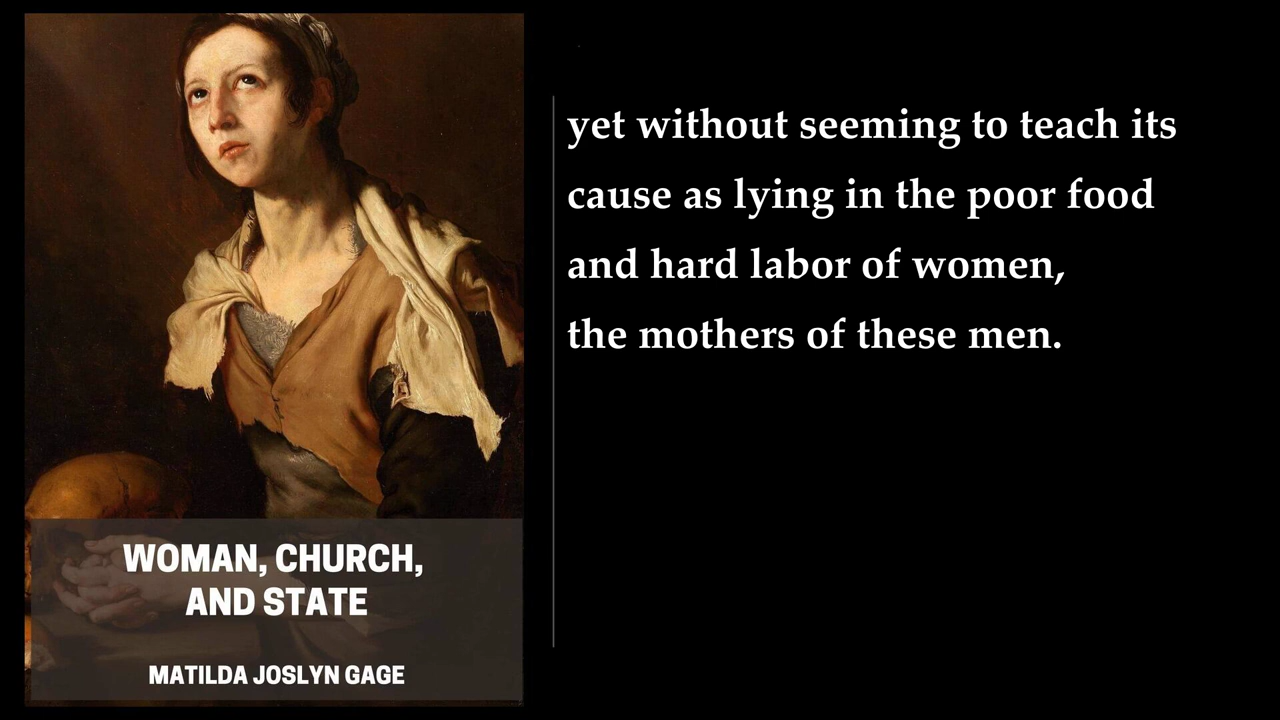 WOMAN, CHURCH,
AND STATE
MATILDA JOSLYN GAGE
yet without seeming to teach its
cause as lying in the poor food
and hard labor of women,
the mothers of these men.